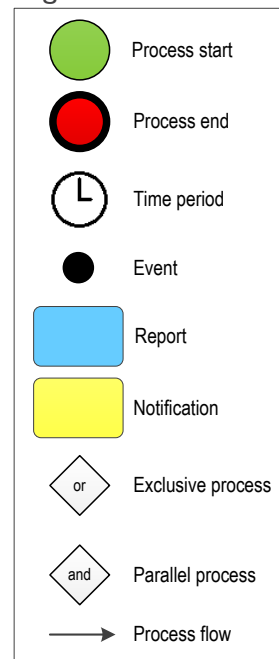 Process start
Process end
Time period
Event
Report
Notification
or
Exclusive process
and
Parallel process
Process flow